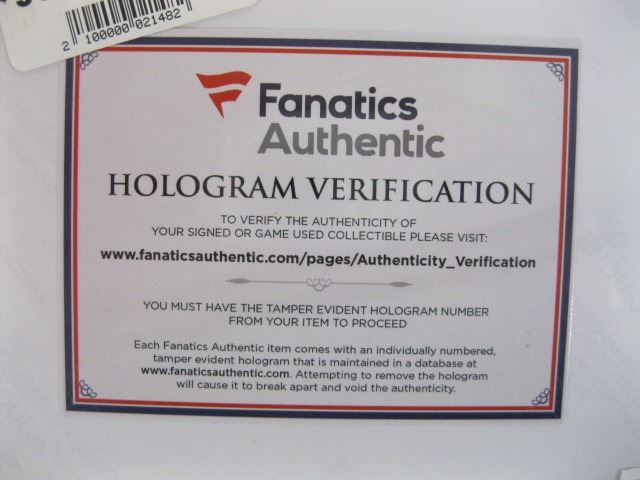 2 100000 021482
Fanatics
Authentic
HOLOGRAM VERIFICATION
TO VERIFY THE AUTHENTICITY OF
YOUR SIGNED OR GAME USED COLLECTIBLE PLEASE VISIT:
www.fanaticsauthentic.com/pages/Authenticity_Verification
YOU MUST HAVE THE TAMPER EVIDENT HOLOGRAM NUMBER
FROM YOUR ITEM TO PROCEED
Each Fanatics Authentic item comes with an individually numbered,
tamper evident hologram that is maintained in a database at
www.fanaticsauthentic.com. Attempting to remove the hologram
will cause it to break apart and void the authenticity.